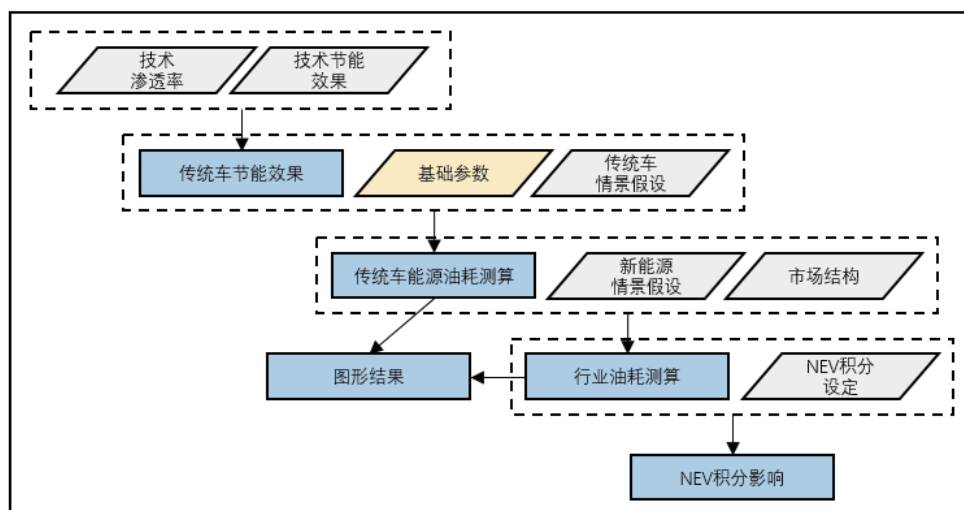 技术
渗透率
技术节能
效果
传统车节能效果
基础参数
传统车
情景假设
传统车能源油耗测算
新能源
情景假设
市场结构
图形结果
行业油耗测算
NEV积分
设定
NEV积分影响